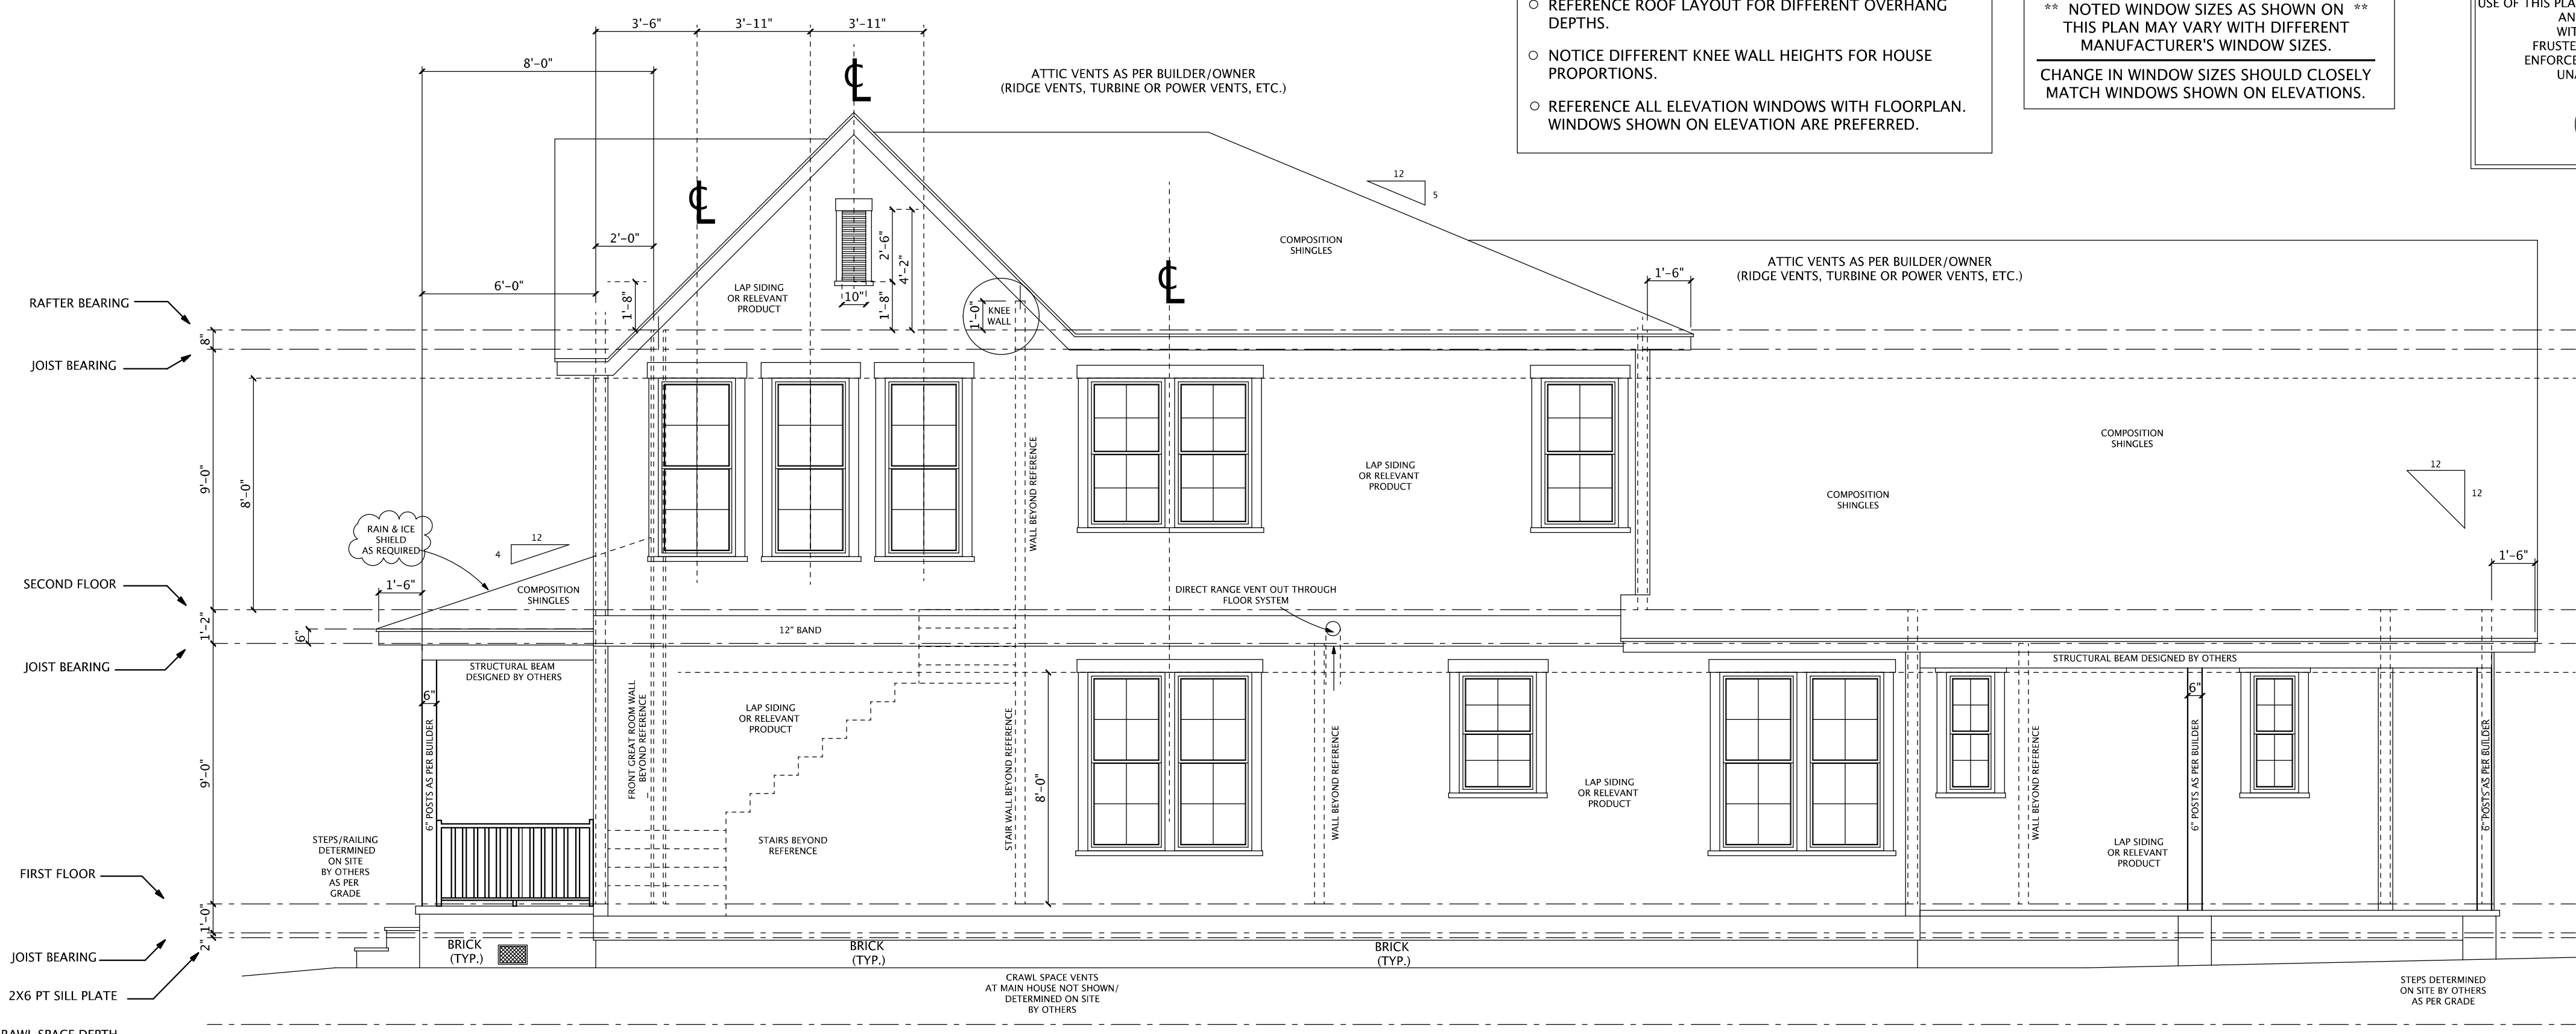 3'-6"
3'-11"
3'-11"
8'-0"
ATTIC VENTS AS PER BUILDER/OWNER
(RIDGE VENTS, TURBINE OR POWER VENTS, ETC.)
○ REFERENCE ROOF LAYOUT FOR DIFFERENT OVERHANG
DEPTHS.
○ NOTICE DIFFERENT KNEE WALL HEIGHTS FOR HOUSE
PROPORTIONS.
○ REFERENCE ALL ELEVATION WINDOWS WITH FLOORPLAN.
WINDOWS SHOWN ON ELEVATION ARE PREFERRED.
** NOTED WINDOW SIZES AS SHOWN ON **
THIS PLAN MAY VARY WITH DIFFERENT
MANUFACTURER'S WINDOW SIZES.
CHANGE IN WINDOW SIZES SHOULD CLOSELY
MATCH WINDOWS SHOWN ON ELEVATIONS.
USE OF THIS PLA
AN
WIT
FRUSTE
ENFORCE
UNA
℄
℄
℄
12
5
2'-0"
6'-0"
1'-8"
2'-6"
4'-2"
1'-8"
10"
LAP SIDING
OR RELEVANT
PRODUCT
1'-0"
KNEE
WALL
COMPOSITION
SHINGLES
1'-6"
ATTIC VENTS AS PER BUILDER/OWNER
(RIDGE VENTS, TURBINE OR POWER VENTS, ETC.)
RAFTER BEARING
8"
JOIST BEARING
9'-0"
8'-0"
RAIN & ICE
SHIELD
AS REQUIRED
12
4
1'-6"
COMPOSITION
SHINGLES
WALL BEYOND REFERENCE
LAP SIDING
OR RELEVANT
PRODUCT
COMPOSITION
SHINGLES
COMPOSITION
SHINGLES
12
12
1'-6"
SECOND FLOOR
1'-2"
6"
12" BAND
DIRECT RANGE VENT OUT THROUGH
FLOOR SYSTEM
JOIST BEARING
STRUCTURAL BEAM
DESIGNED BY OTHERS
STRUCTURAL BEAM DESIGNED BY OTHERS
6"
6" POSTS AS PER BUILDER
FRONT GREAT ROOM WALL
BEYOND REFERENCE
LAP SIDING
OR RELEVANT
PRODUCT
STAIR WALL BEYOND REFERENCE
8'-0"
WALL BEYOND REFERENCE
LAP SIDING
OR RELEVANT
PRODUCT
WALL BEYOND REFERENCE
6"
6" POSTS AS PER BUILDER
6" POSTS AS PER BUILDER
LAP SIDING
OR RELEVANT
PRODUCT
9'-0"
STEPS/RAILING
DETERMINED
ON SITE
BY OTHERS
AS PER
GRADE
STAIRS BEYOND
REFERENCE
FIRST FLOOR
1'-0"
2"
JOIST BEARING
2X6 PT SILL PLATE
BRICK
(TYP.)
BRICK
(TYP.)
BRICK
(TYP.)
CRAWL SPACE VENTS
AT MAIN HOUSE NOT SHOWN/
DETERMINED ON SITE
BY OTHERS
STEPS DETERMINED
ON SITE BY OTHERS
AS PER GRADE
RAWL SPACE DEPTH